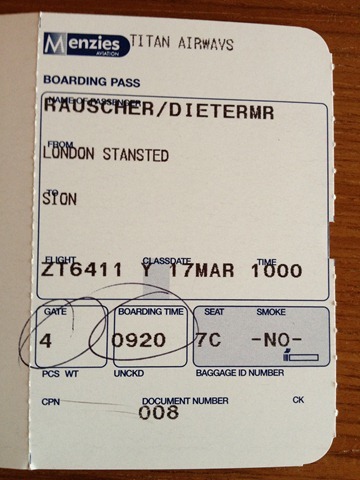 Menzies
AVIATION
TITAN AIRWAYS
BOARDING PASS
NAME OF PASSENGER
RAUSCHER/DIETERMR
FROM
LONDON STANSTED
TO
SION
FLIGHT CLASS DATE TIME
ZT6411 Y 17MAR 1000
GATE BOARDING TIME SEAT SMOKE
4 0920 7C -NO-
PCS WT UNCKD BAGGAGE ID NUMBER
CPN DOCUMENT NUMBER CK
008